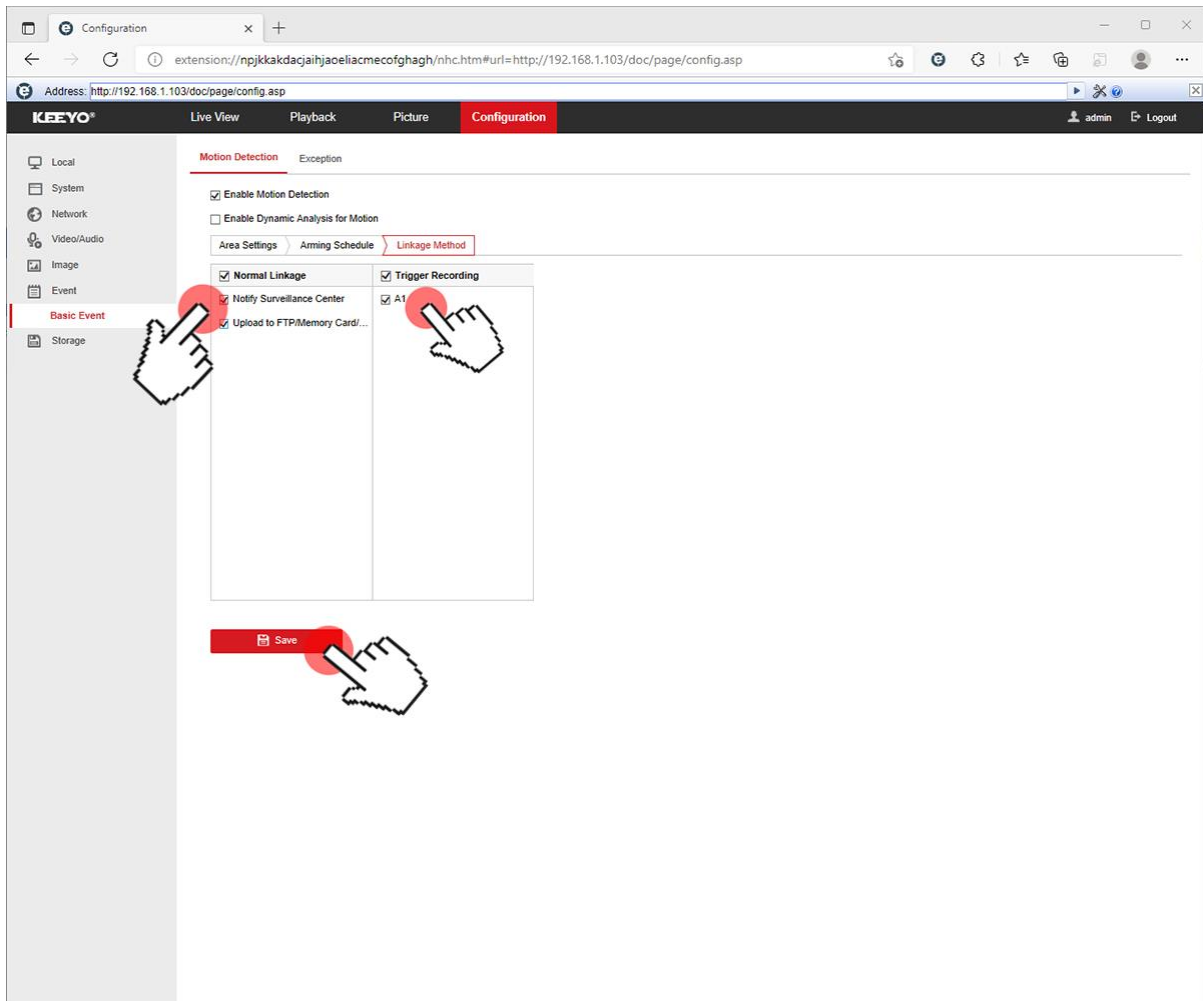 Configuration
extension://npjkkakdacjaihjaoeliacmecofghagh/nhc.htm#url=http://192.168.1.103/doc/page/config.asp
Address: http://192.168.1.103/doc/page/config.asp
KEEYO® Live View Playback Picture Configuration admin Logout
Local
System
Network
Video/Audio
Image
Event
Basic Event
Storage
Motion Detection Exception
Enable Motion Detection
Enable Dynamic Analysis for Motion
Area Settings Arming Schedule Linkage Method
Normal Linkage Trigger Recording
Notify Surveillance Center A1
Upload to FTP/Memory Card/...
Save